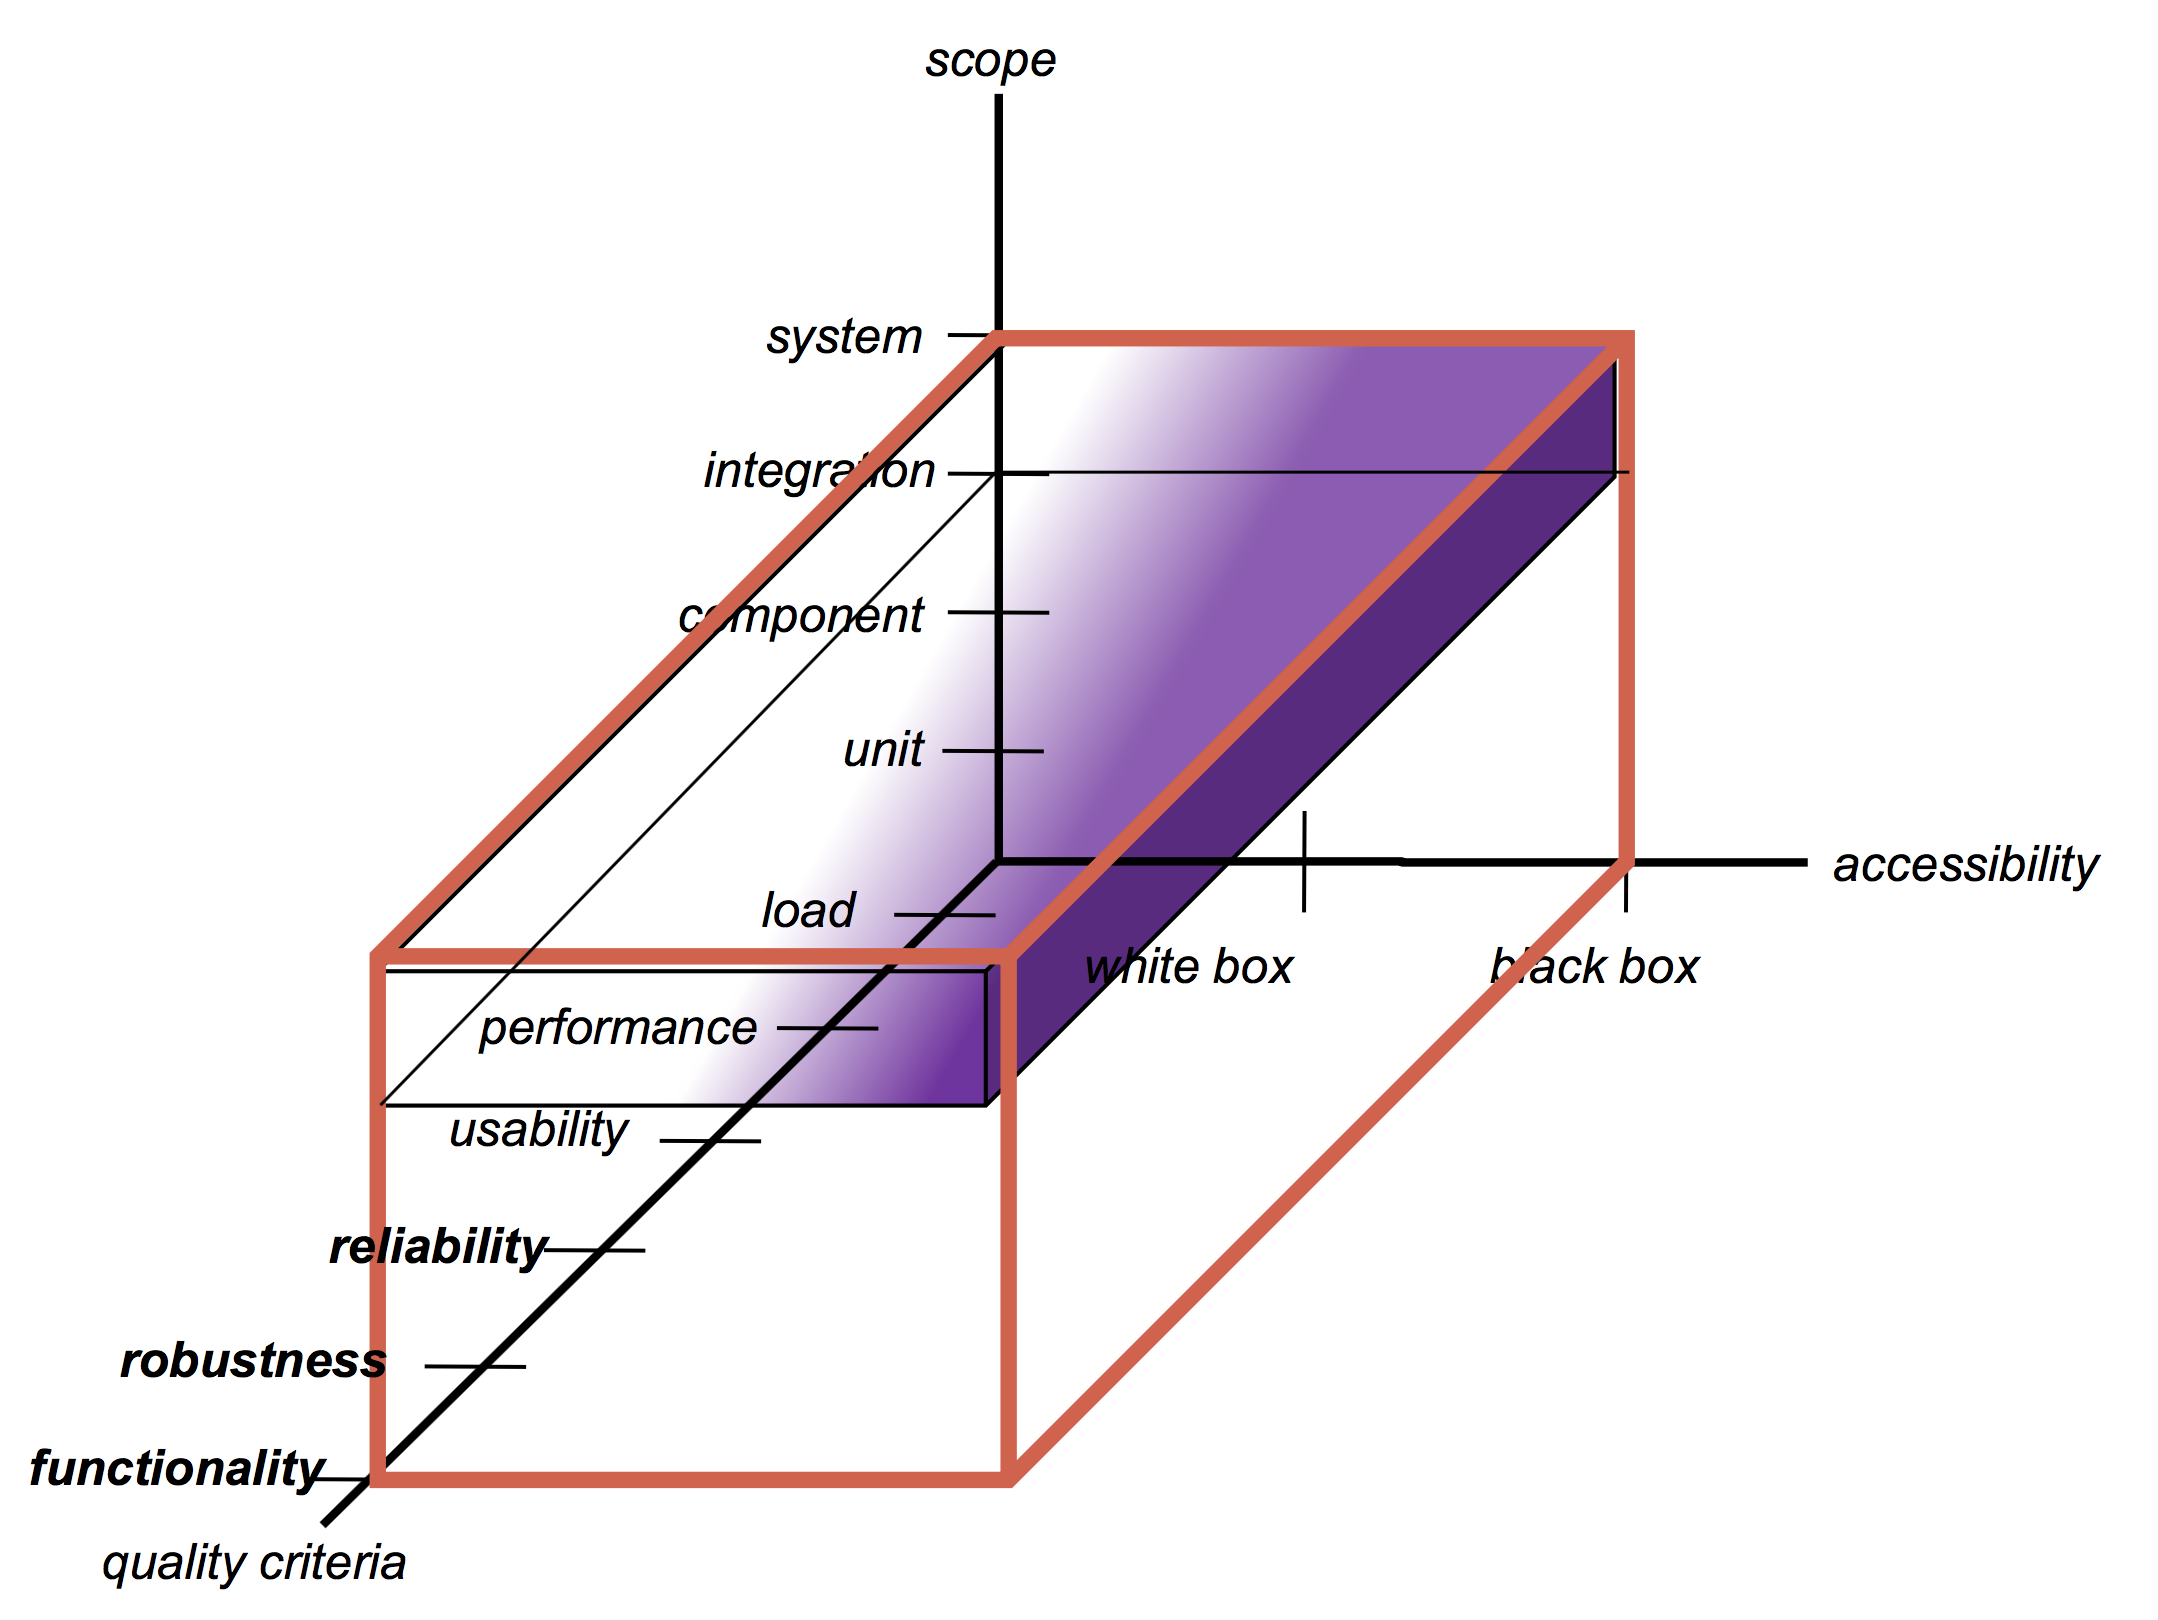 scope
system
integration
component
unit
accessibility
load
white box
black box
performance
usability
reliability
robustness
functionality
quality criteria